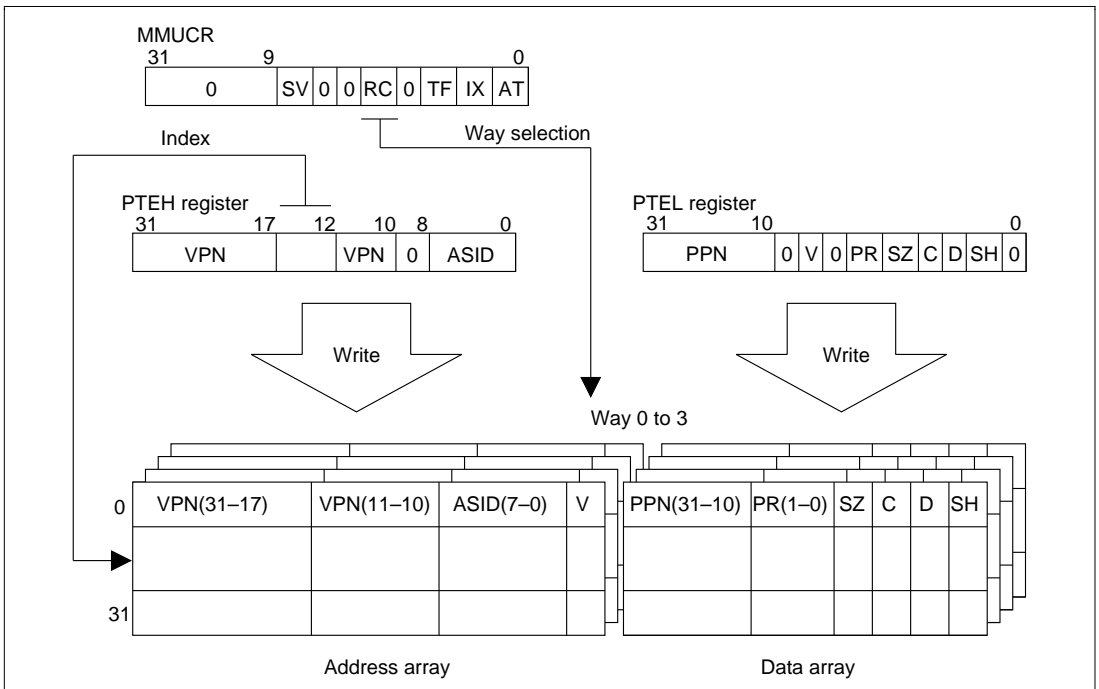 MMUCR
31 9 0
0 SV 0 0 RC 0 TF IX AT
Index
Way selection
PTEH register
31 17 12 10 8 0
VPN VPN 0 ASID
PTEL register
31 10 0
PPN 0 V 0 PR SZ C D SH 0
Write
Write
Way 0 to 3
0 VPN(31–17) VPN(11–10) ASID(7–0) V
PPN(31–10) PR(1–0) SZ C D SH
31
Address array
Data array